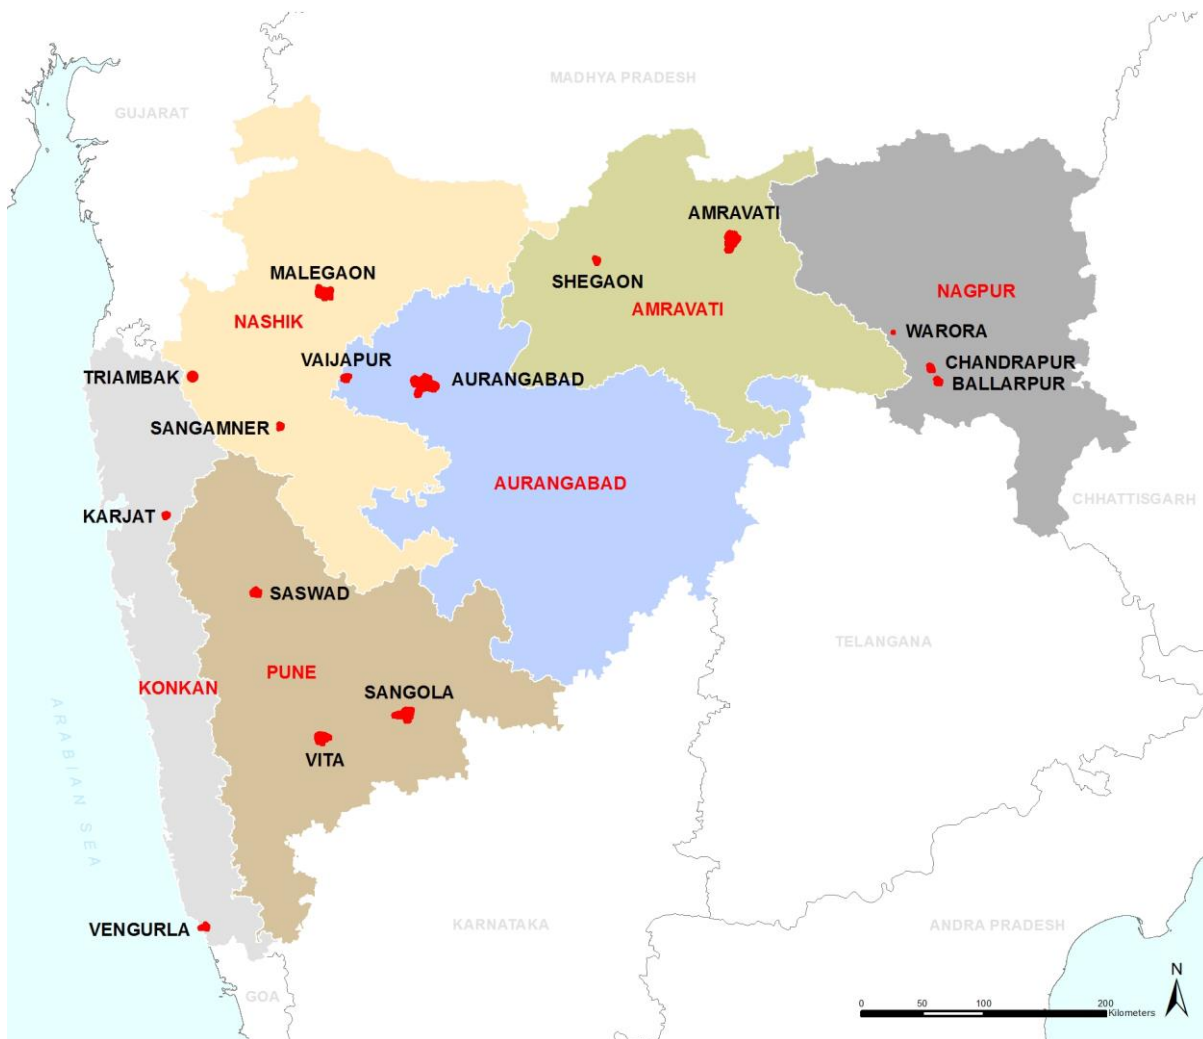 MADHYA PRADESH
GUJARAT
AMRAVATI
MALEGAON
SHEGAON
NAGPUR
AMRAVATI
NASHIK
WARORA
VAIJAPUR
CHANDRAPUR
TRIAMBAK
AURANGABAD
BALLARPUR
SANGAMNER
AURANGABAD
CHHATTISGARH
KARJAT
SASWAD
TELANGANA
PUNE
KONKAN
SANGOLA
ARABIAN SEA
VITA
KARNATAKA
ANDRA PRADESH
VENGURLA
GOA
N
0 50 100 200
Kilometers